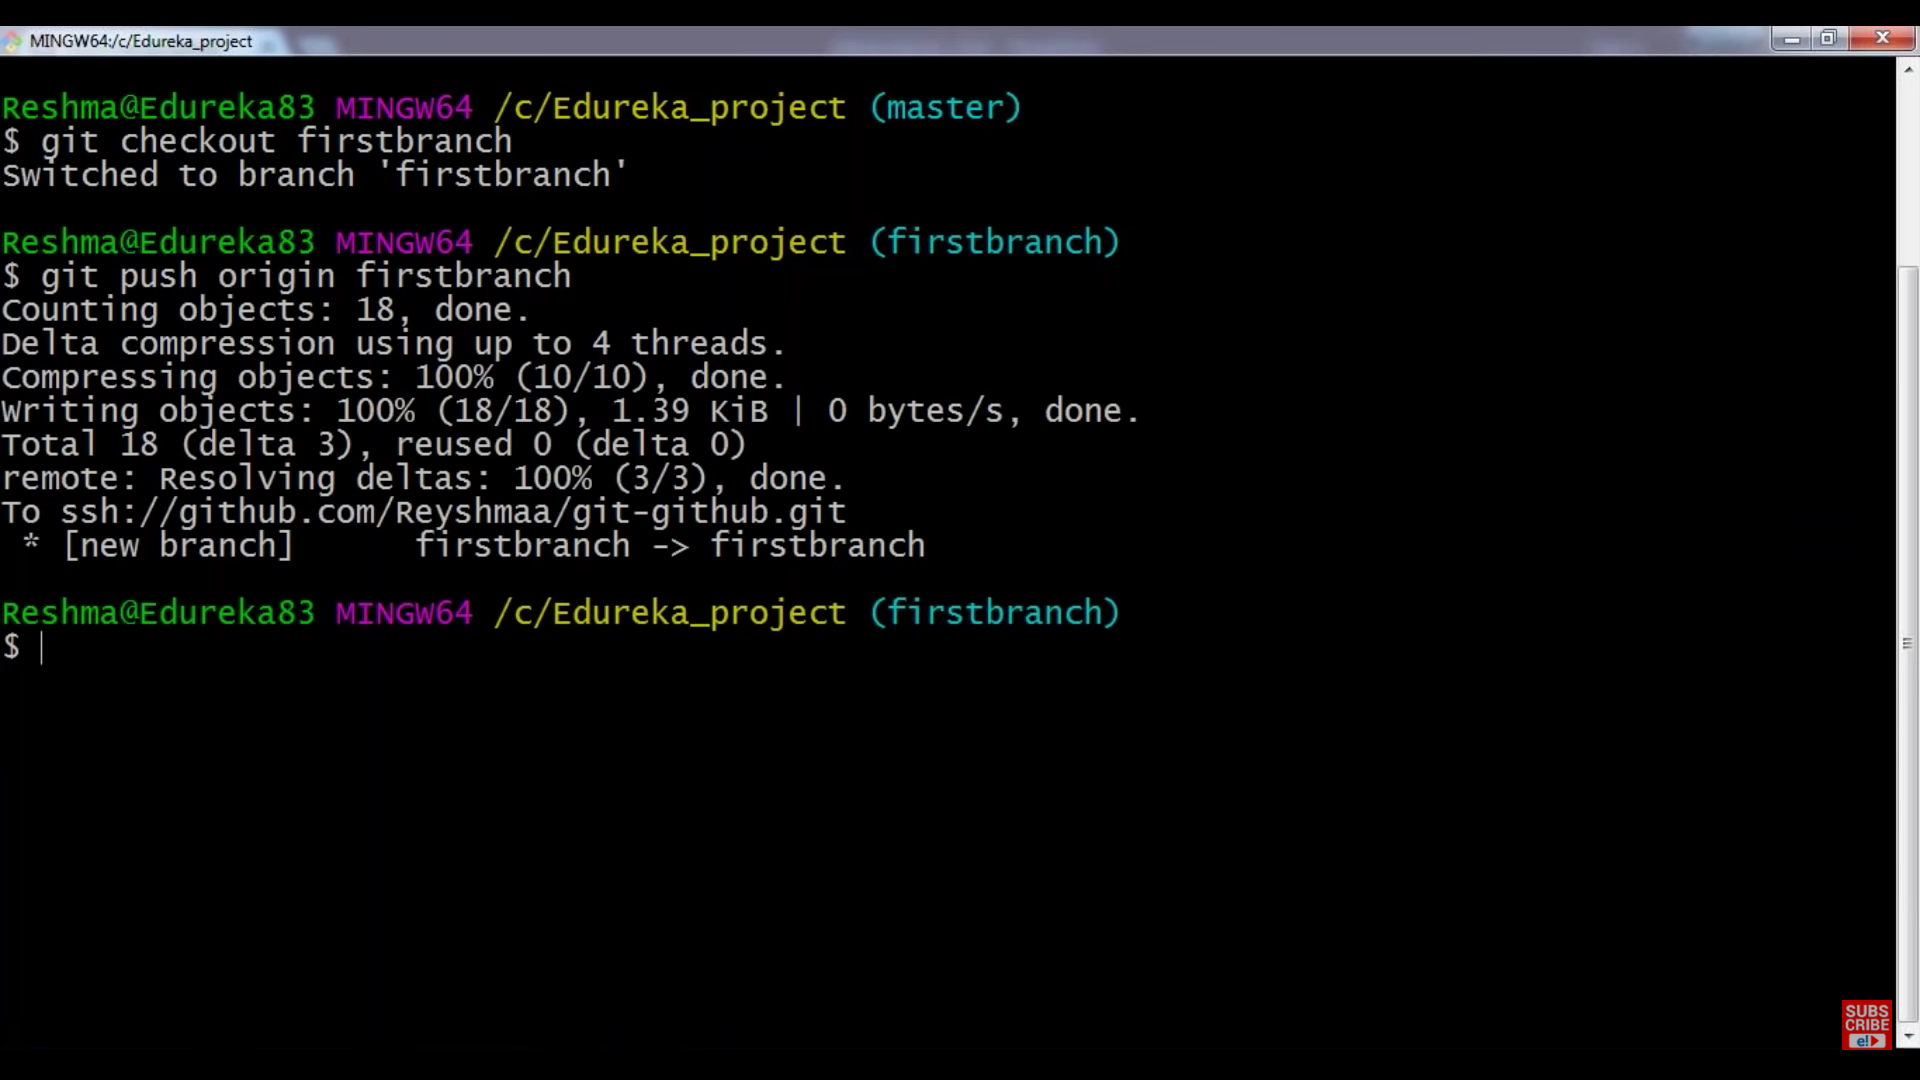 MINGW64:/c/Edureka_project
Reshma@Edureka83 MINGW64 /c/Edureka_project (master)
$ git checkout firstbranch
Switched to branch 'firstbranch'
Reshma@Edureka83 MINGW64 /c/Edureka_project (firstbranch)
$ git push origin firstbranch
Counting objects: 18, done.
Delta compression using up to 4 threads.
Compressing objects: 100% (10/10), done.
Writing objects: 100% (18/18), 1.39 KiB | 0 bytes/s, done.
Total 18 (delta 3), reused 0 (delta 0)
remote: Resolving deltas: 100% (3/3), done.
To ssh://github.com/Reyshmaa/git-github.git
 * [new branch]      firstbranch -> firstbranch
Reshma@Edureka83 MINGW64 /c/Edureka_project (firstbranch)
$
SUBS
CRIBE
e!